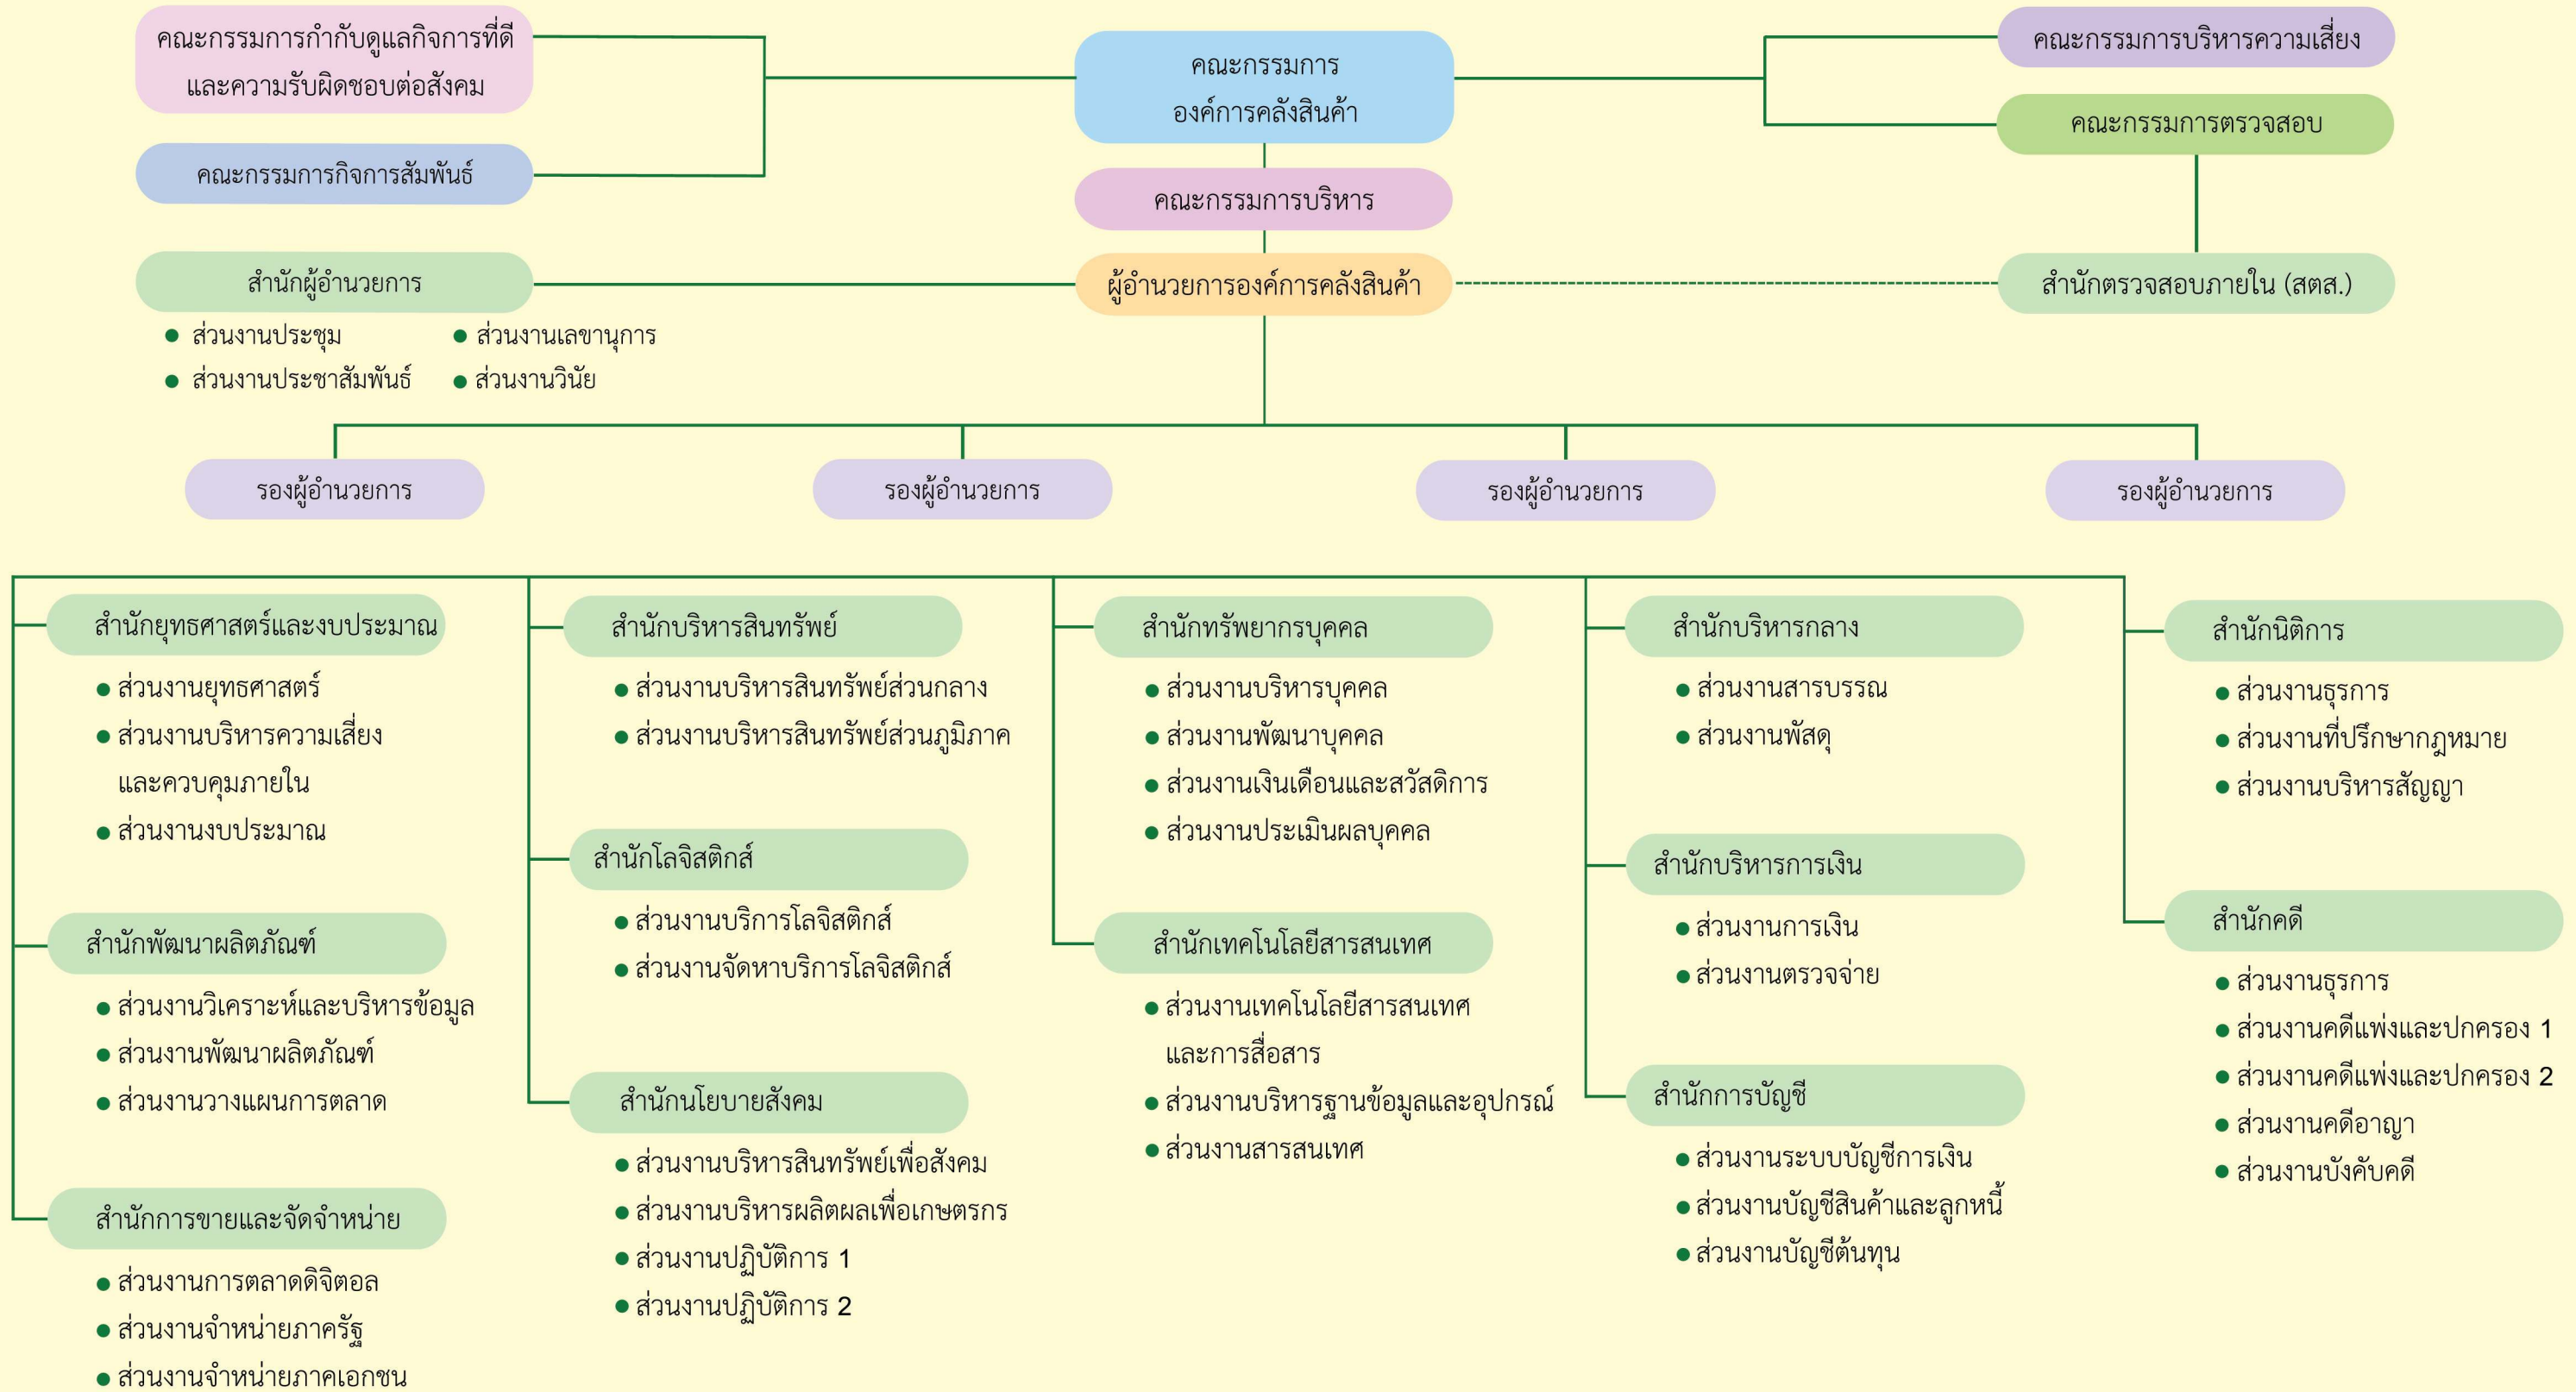 คณะกรรมการกำกับดูแลกิจการที่ดี
และความรับผิดชอบต่อสังคม
คณะกรรมการกิจการสัมพันธ์
คณะกรรมการ
องค์การคลังสินค้า
คณะกรรมการบริหารความเสี่ยง
คณะกรรมการตรวจสอบ
คณะกรรมการบริหาร
สำนักผู้อำนวยการ
ผู้อำนวยการองค์การคลังสินค้า
สำนักตรวจสอบภายใน (สตส.)
ส่วนงานประชุม
ส่วนงานเลขานุการ
ส่วนงานประชาสัมพันธ์
ส่วนงานวินัย
รองผู้อำนวยการ
รองผู้อำนวยการ
รองผู้อำนวยการ
รองผู้อำนวยการ
สำนักยุทธศาสตร์และงบประมาณ
ส่วนงานยุทธศาสตร์
ส่วนงานบริหารความเสี่ยง
และควบคุมภายใน
ส่วนงานงบประมาณ
สำนักพัฒนาผลิตภัณฑ์
ส่วนงานวิเคราะห์และบริหารข้อมูล
ส่วนงานพัฒนาผลิตภัณฑ์
ส่วนงานวางแผนการตลาด
สำนักการขายและจัดจำหน่าย
ส่วนงานการตลาดดิจิตอล
ส่วนงานจำหน่ายภาครัฐ
ส่วนงานจำหน่ายภาคเอกชน
สำนักบริหารสินทรัพย์
ส่วนงานบริหารสินทรัพย์ส่วนกลาง
ส่วนงานบริหารสินทรัพย์ส่วนภูมิภาค
สำนักโลจิสติกส์
ส่วนงานบริการโลจิสติกส์
ส่วนงานจัดหาบริการโลจิสติกส์
สำนักนโยบายสังคม
ส่วนงานบริหารสินทรัพย์เพื่อสังคม
ส่วนงานบริหารผลิตผลเพื่อเกษตรกร
ส่วนงานปฏิบัติการ 1
ส่วนงานปฏิบัติการ 2
สำนักทรัพยากรบุคคล
ส่วนงานบริหารบุคคล
ส่วนงานพัฒนาบุคคล
ส่วนงานเงินเดือนและสวัสดิการ
ส่วนงานประเมินผลบุคคล
สำนักเทคโนโลยีสารสนเทศ
ส่วนงานเทคโนโลยีสารสนเทศ
และการสื่อสาร
ส่วนงานบริหารฐานข้อมูลและอุปกรณ์
ส่วนงานสารสนเทศ
สำนักบริหารกลาง
ส่วนงานสารบรรณ
ส่วนงานพัสดุ
สำนักบริหารการเงิน
ส่วนงานการเงิน
ส่วนงานตรวจจ่าย
สำนักการบัญชี
ส่วนงานระบบบัญชีการเงิน
ส่วนงานบัญชีสินค้าและลูกหนี้
ส่วนงานบัญชีต้นทุน
สำนักนิติการ
ส่วนงานธุรการ
ส่วนงานที่ปรึกษากฎหมาย
ส่วนงานบริหารสัญญา
สำนักคดี
ส่วนงานธุรการ
ส่วนงานคดีแพ่งและปกครอง 1
ส่วนงานคดีแพ่งและปกครอง 2
ส่วนงานคดีอาญา
ส่วนงานบังคับคดี